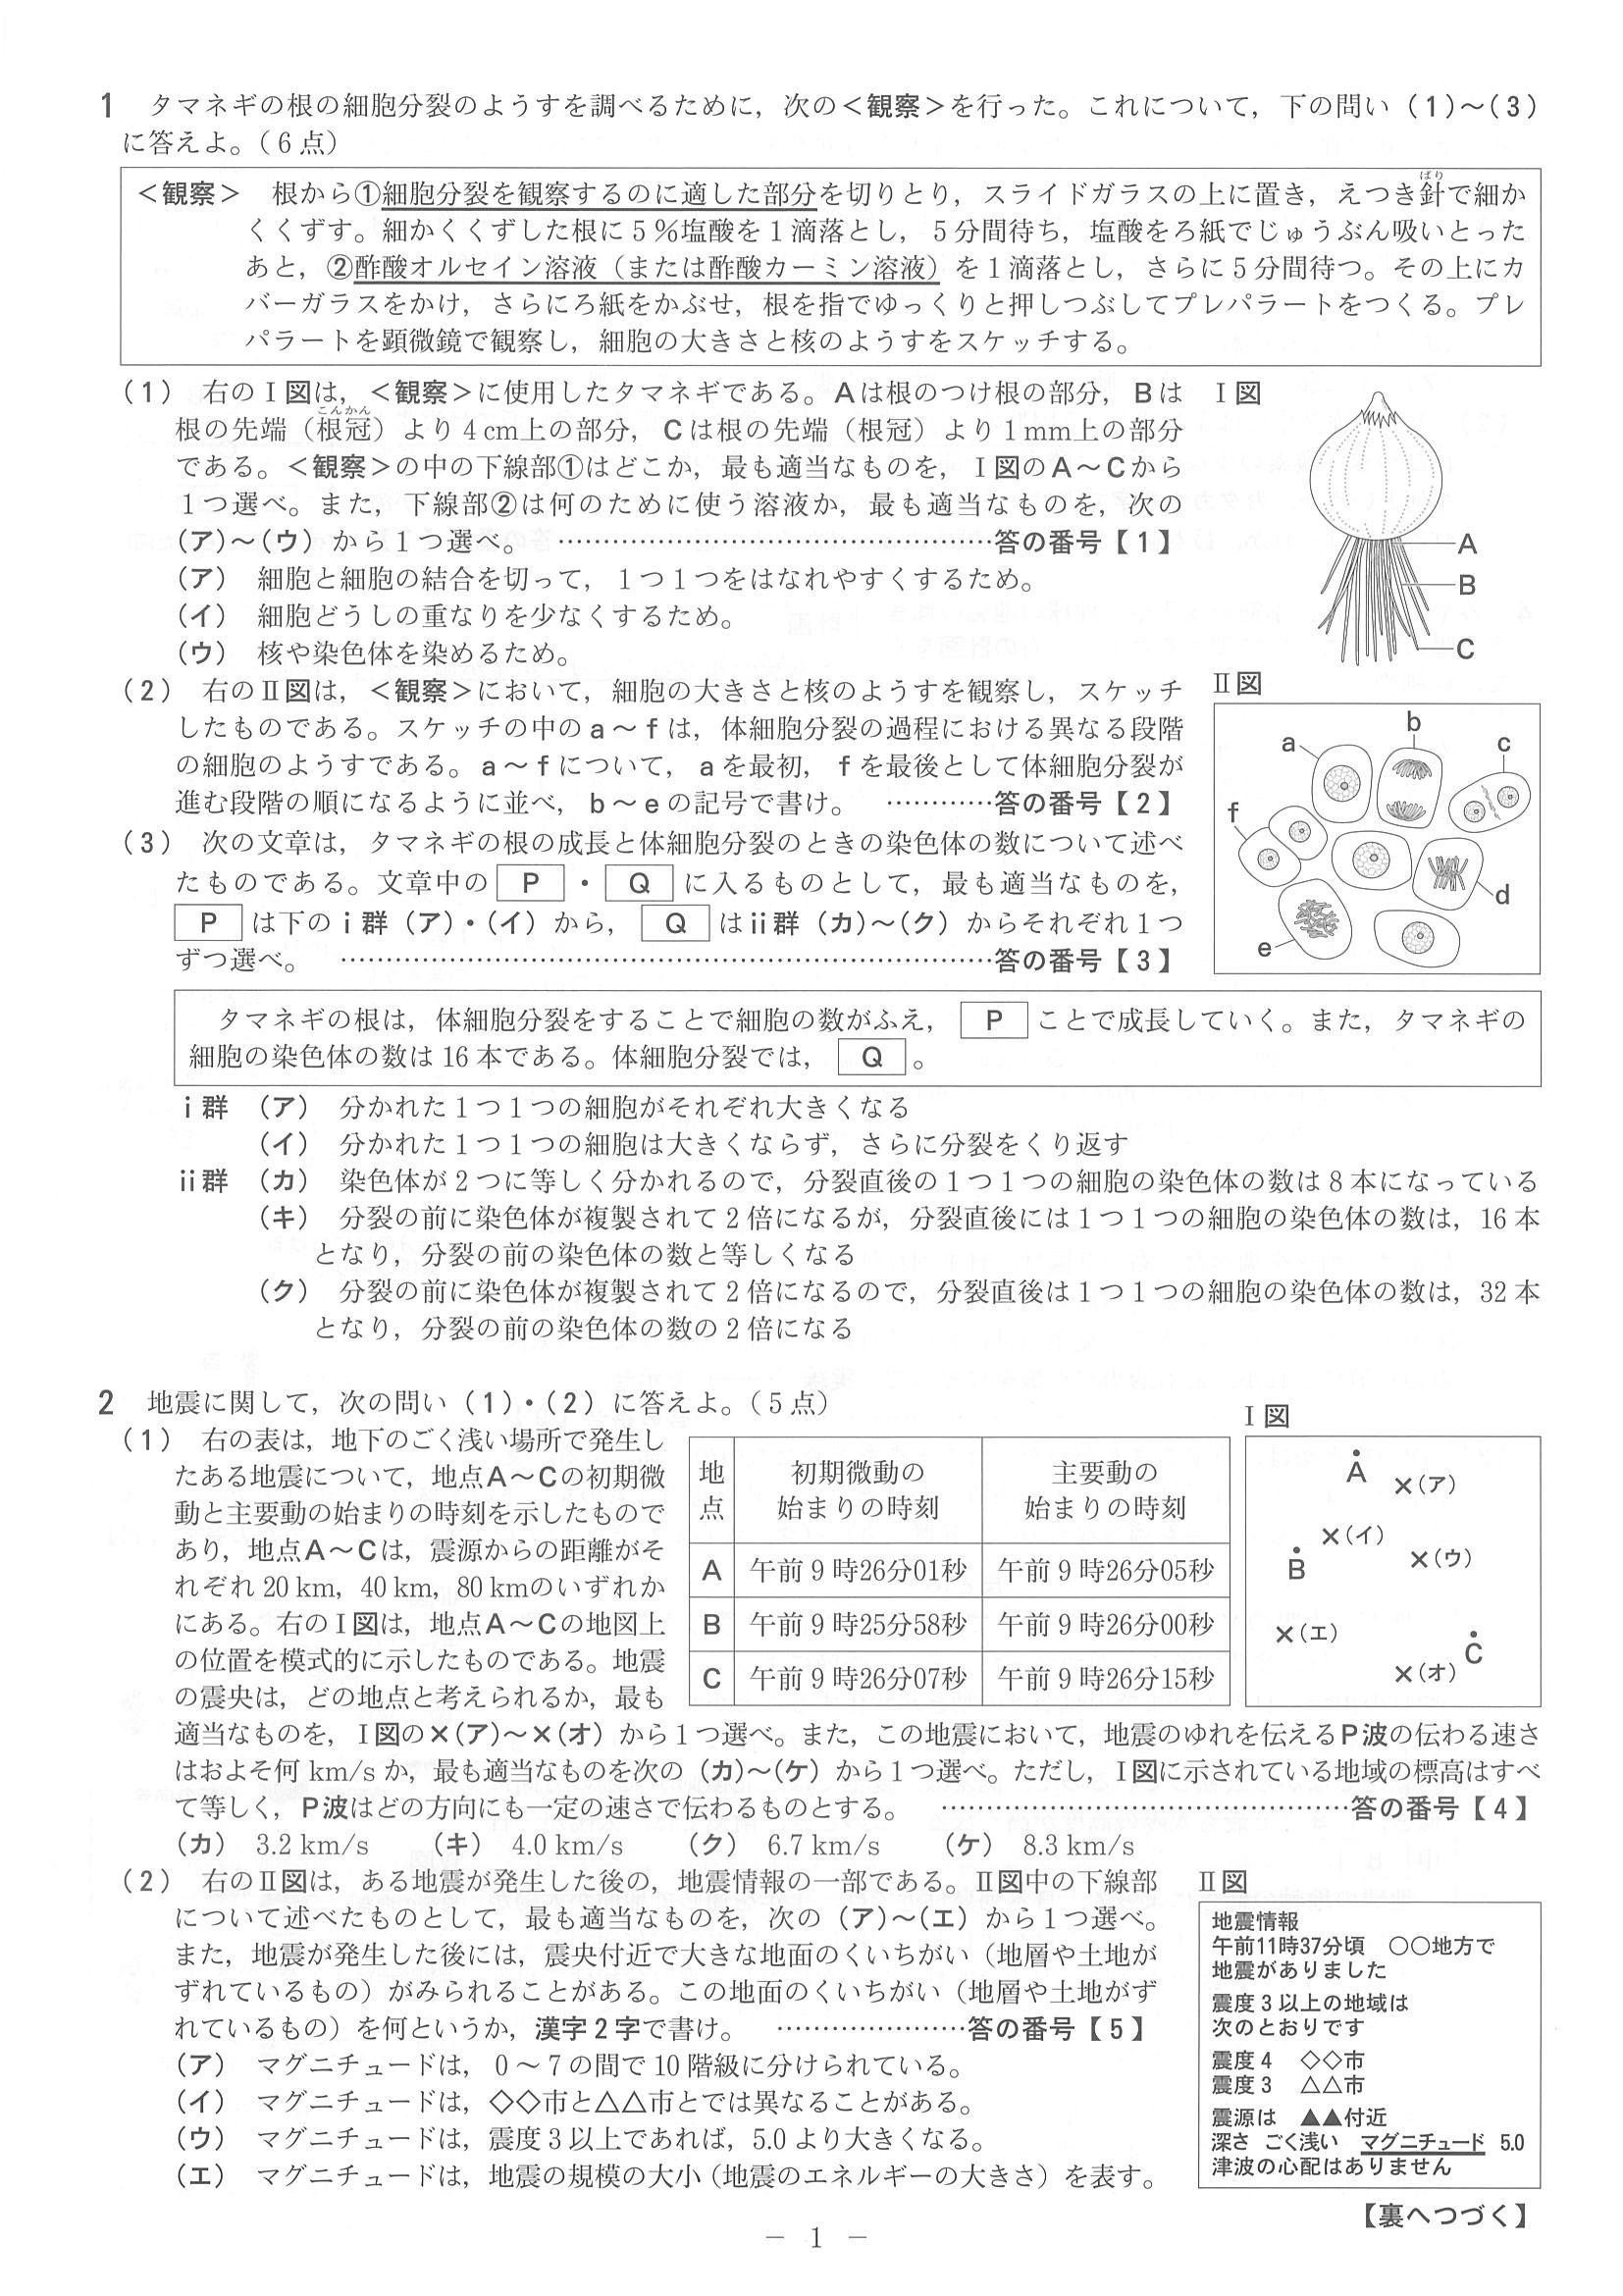 1 タマネギの根の細胞分裂のようすを調べるために，次の＜観察＞を行った。これについて，下の問い（1）～（3）
に答えよ。（6点）
＜観察＞ 根から①細胞分裂を観察するのに適した部分を切りとり，スライドガラスの上に置き，えつき針で細か
ばり
くくずす。細かくくずした根に5％塩酸を1滴落とし，5分間待ち，塩酸をろ紙でじゅうぶん吸いとった
あと，②酢酸オルセイン溶液（または酢酸カーミン溶液）を1滴落とし，さらに5分間待つ。その上にカ
バーガラスをかけ，さらにろ紙をかぶせ，根を指でゆっくりと押しつぶしてプレパラートをつくる。プレ
パラートを顕微鏡で観察し，細胞の大きさと核のようすをスケッチする。
（1） 右のⅠ図は，＜観察＞に使用したタマネギである。Aは根のつけ根の部分，Bは
こんかん
根の先端（根冠）より4cm上の部分，Cは根の先端（根冠）より1mm上の部分
である。＜観察＞の中の下線部①はどこか，最も適当なものを，Ⅰ図のA～Cから
1つ選べ。また，下線部②は何のために使う溶液か，最も適当なものを，次の
（ア）～（ウ）から1つ選べ。 ……………………………………………答の番号【1】
（ア） 細胞と細胞の結合を切って，1つ1つをはなれやすくするため。
（イ） 細胞どうしの重なりを少なくするため。
（ウ） 核や染色体を染めるため。
Ⅰ図
A
B
C
（2） 右のⅡ図は，＜観察＞において，細胞の大きさと核のようすを観察し，スケッチ
したものである。スケッチの中のa～fは，体細胞分裂の過程における異なる段階
の細胞のようすである。a～fについて，aを最初，fを最後として体細胞分裂が
進む段階の順になるように並べ，b～eの記号で書け。 …………答の番号【2】
Ⅱ図
a
b
c
f
d
e
（3） 次の文章は，タマネギの根の成長と体細胞分裂のときの染色体の数について述べ
たものである。文章中の P ・ Q に入るものとして，最も適当なものを，
P は下のⅰ群（ア）・（イ）から， Q はⅱ群（カ）～（ク）からそれぞれ1つ
ずつ選べ。 ………………………………………………………………答の番号【3】
タマネギの根は，体細胞分裂をすることで細胞の数がふえ， P ことで成長していく。また，タマネギの
細胞の染色体の数は16本である。体細胞分裂では， Q 。
ⅰ群 （ア） 分かれた1つ1つの細胞がそれぞれ大きくなる
（イ） 分かれた1つ1つの細胞は大きくならず，さらに分裂をくり返す
ⅱ群 （カ） 染色体が2つに等しく分かれるので，分裂直後の1つ1つの細胞の染色体の数は8本になっている
（キ） 分裂の前に染色体が複製されて2倍になるが，分裂直後には1つ1つの細胞の染色体の数は，16本
となり，分裂の前の染色体の数と等しくなる
（ク） 分裂の前に染色体が複製されて2倍になるので，分裂直後は1つ1つの細胞の染色体の数は，32本
となり，分裂の前の染色体の数の2倍になる
2 地震に関して，次の問い（1）・（2）に答えよ。（5点）
（1） 右の表は，地下のごく浅い場所で発生し
たある地震について，地点A～Cの初期微
動と主要動の始まりの時刻を示したもので
あり，地点A～Cは，震源からの距離がそ
れぞれ20km，40km，80kmのいずれか
にある。右のⅠ図は，地点A～Cの地図上
の位置を模式的に示したものである。地震
の震央は，どの地点と考えられるか，最も
地点 初期微動の始まりの時刻 主要動の始まりの時刻
A 午前9時26分01秒 午前9時26分05秒
B 午前9時25分58秒 午前9時26分00秒
C 午前9時26分07秒 午前9時26分15秒
Ⅰ図
A
×（ア）
×（イ）
B
×（ウ）
×（エ）
C
×（オ）
適当なものを，Ⅰ図の×（ア）～×（オ）から1つ選べ。また，この地震において，地震のゆれを伝えるP波の伝わる速さ
はおよそ何km/sか，最も適当なものを次の（カ）～（ケ）から1つ選べ。ただし，Ⅰ図に示されている地域の標高はすべ
て等しく，P波はどの方向にも一定の速さで伝わるものとする。 ………………………………………答の番号【4】
（カ） 3.2 km/s （キ） 4.0 km/s （ク） 6.7 km/s （ケ） 8.3 km/s
（2） 右のⅡ図は，ある地震が発生した後の，地震情報の一部である。Ⅱ図中の下線部
について述べたものとして，最も適当なものを，次の（ア）～（エ）から1つ選べ。
また，地震が発生した後には，震央付近で大きな地面のくいちがい（地層や土地が
ずれているもの）がみられることがある。この地面のくいちがい（地層や土地がず
れているもの）を何というか，漢字2字で書け。 …………………答の番号【5】
（ア） マグニチュードは，0～7の間で10階級に分けられている。
（イ） マグニチュードは，◇◇市と△△市とでは異なることがある。
（ウ） マグニチュードは，震度3以上であれば，5.0より大きくなる。
（エ） マグニチュードは，地震の規模の大小（地震のエネルギーの大きさ）を表す。
Ⅱ図
地震情報
午前11時37分頃 〇〇地方で
地震がありました
震度3以上の地域は
次のとおりです
震度4 ◇◇市
震度3 △△市
震源は ▲▲付近
深さ ごく浅い マグニチュード 5.0
津波の心配はありません
【裏へつづく】
－ 1 －